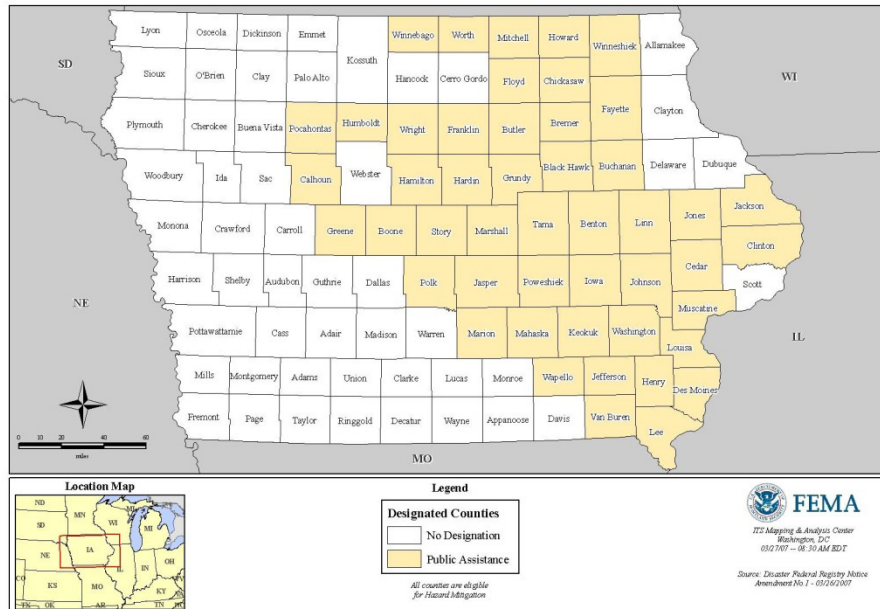 Lyon
Osceola
Dickinson
Emmet
Kossuth
Winnebago
Worth
Mitchell
Howard
Winneshiek
Allamakee
SD
WI
Sioux
O'Brien
Clay
Palo Alto
Hancock
Cerro Gordo
Floyd
Chickasaw
Fayette
Clayton
Plymouth
Cherokee
Buena Vista
Pocahontas
Humboldt
Wright
Franklin
Butler
Bremer
Woodbury
Ida
Sac
Calhoun
Webster
Hamilton
Hardin
Grundy
Black Hawk
Buchanan
Delaware
Dubuque
Monona
Crawford
Carroll
Greene
Boone
Story
Marshall
Tama
Benton
Linn
Jones
Jackson
Clinton
NE
Harrison
Shelby
Audubon
Guthrie
Dallas
Polk
Jasper
Poweshiek
Iowa
Johnson
Cedar
Scott
Muscatine
IL
Pottawattamie
Cass
Adair
Madison
Warren
Marion
Mahaska
Keokuk
Washington
Louisa
Mills
Montgomery
Adams
Union
Clarke
Lucas
Monroe
Wapello
Jefferson
Henry
Des Moines
Fremont
Page
Taylor
Ringgold
Decatur
Wayne
Appanoose
Davis
Van Buren
Lee
MO
0 10 20 40 60
miles
Location Map
ND
MN
SD
WI
MI
MI
NE
IA
IL
IN
OH
CO
KS
MO
KY
OK
AR
TN
Legend
Designated Counties
No Designation
Public Assistance
All counties are eligible
for Hazard Mitigation
FEMA
ITS Mapping & Analysis Center
Washington, DC
03/27/07 -- 08:30 AM EDT
Source: Disaster Federal Registry Notice
Amendment No.1 - 03/26/2007